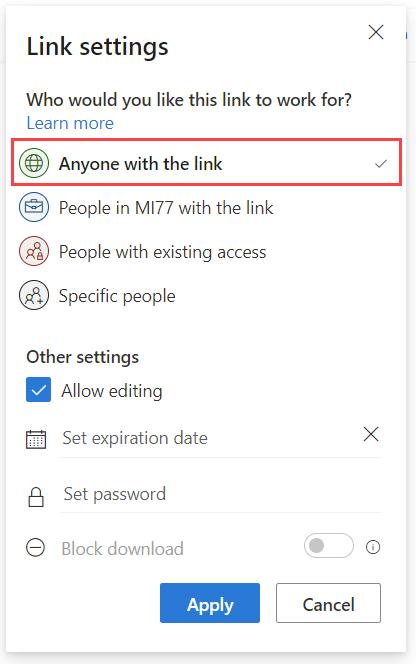 Link settings
Who would you like this link to work for?
Learn more
Anyone with the link
People in MI77 with the link
People with existing access
Specific people
Other settings
Allow editing
Set expiration date
Set password
Block download
Apply
Cancel